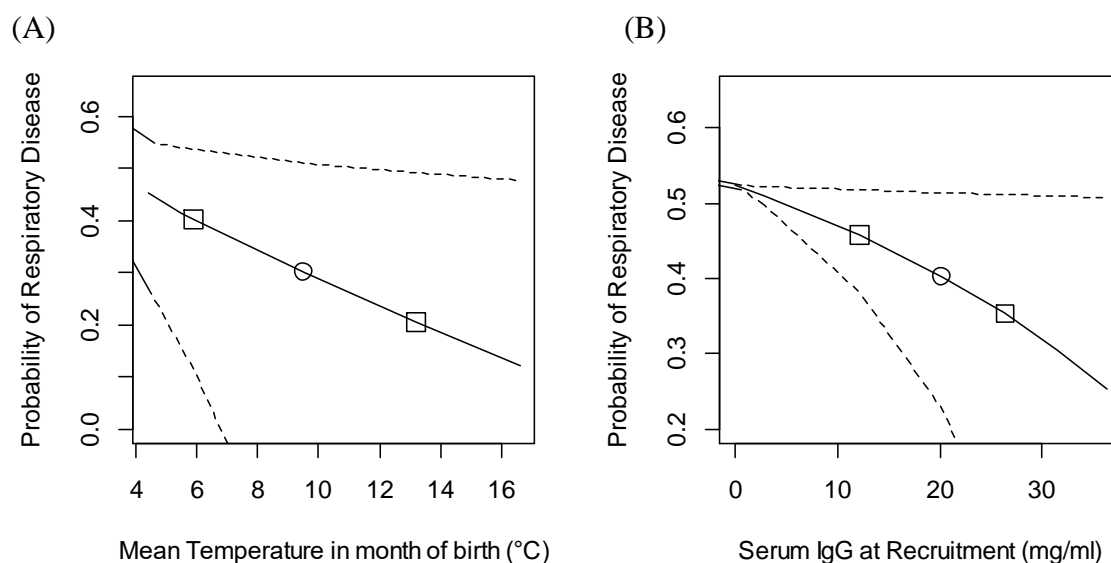 (A)
Probability of Respiratory Disease
0.6
0.4
0.2
0.0
4 6 8 10 12 14 16
Mean Temperature in month of birth (°C)
(B)
Probability of Respiratory Disease
0.6
0.5
0.4
0.3
0.2
0 10 20 30
Serum IgG at Recruitment (mg/ml)